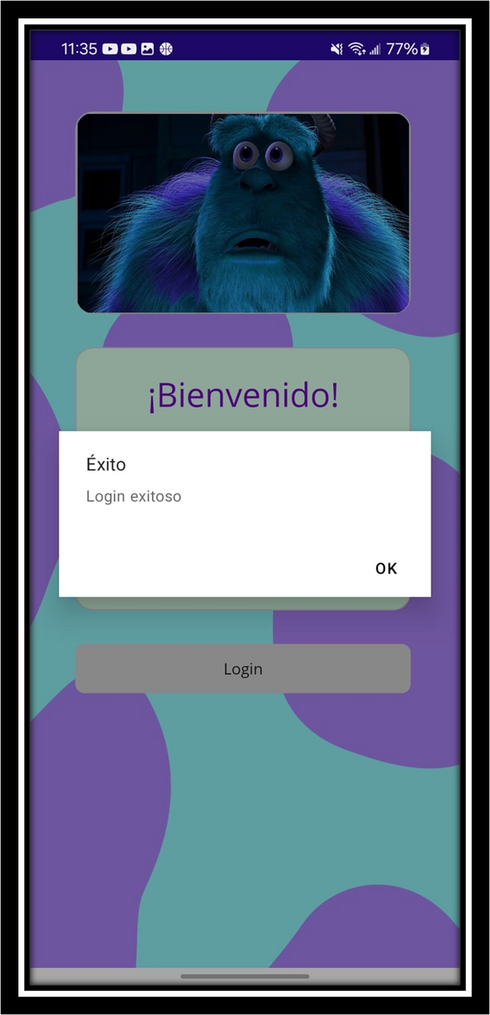 11:35
77%
¡Bienvenido!
Éxito
Login exitoso
OK
Login